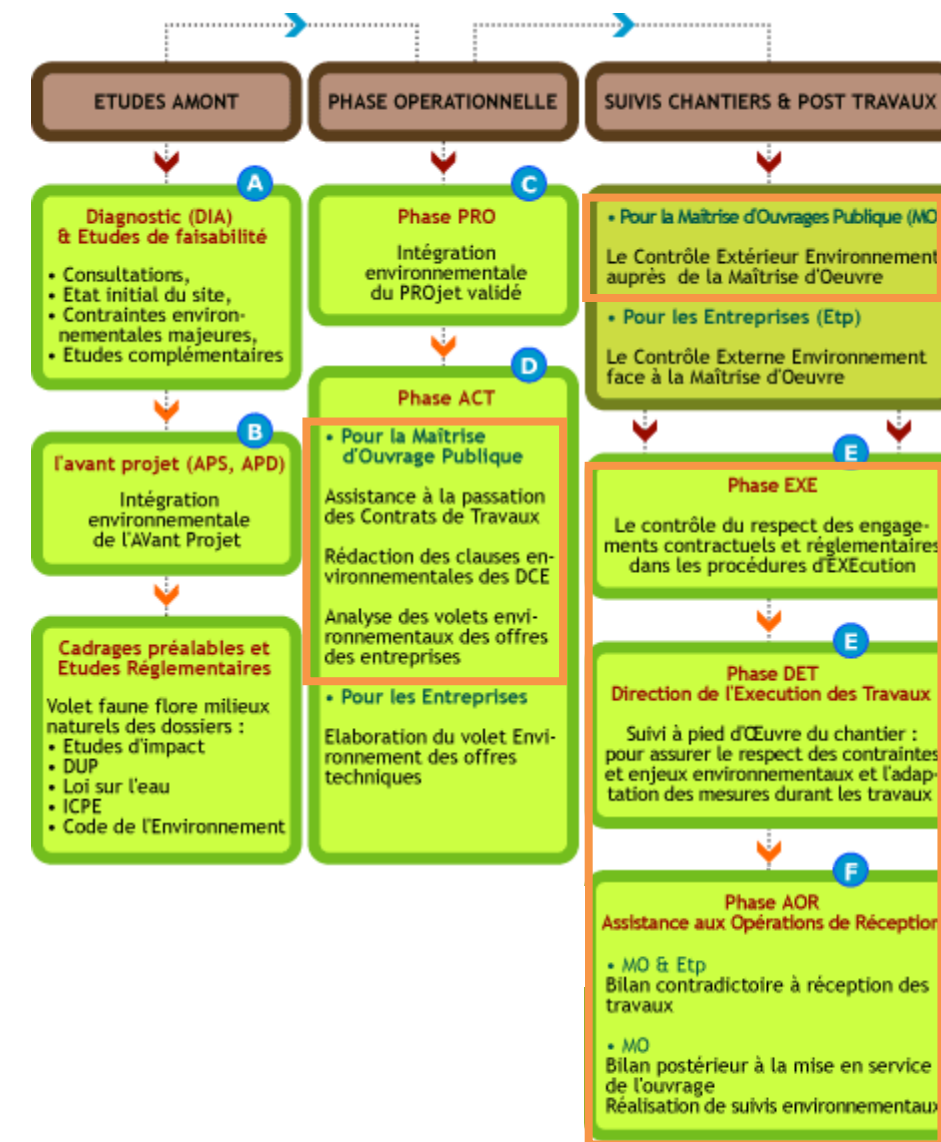 ETUDES AMONT
PHASE OPERATIONNELLE
SUIVIS CHANTIERS & POST TRAVAUX
A
Diagnostic (DIA)
& Etudes de faisabilité
• Consultations,
• Etat initial du site,
• Contraintes environ-
nementales majeures,
• Etudes complémentaires
B
l'avant projet (APS, APD)
Intégration
environnementale
de l'AVant Projet
Cadrages préalables et
Etudes Réglementaires
Volet faune flore milieux
naturels des dossiers :
• Etudes d'impact
• DUP
• Loi sur l'eau
• ICPE
• Code de l'Environnement
C
Phase PRO
Intégration
environnementale
du PROjet validé
D
Phase ACT
• Pour la Maîtrise
d'Ouvrage Publique
Assistance à la passation
des Contrats de Travaux
Rédaction des clauses en-
vironnementales des DCE
Analyse des volets envi-
ronnementaux des offres
des entreprises
• Pour les Entreprises
Elaboration du volet Envi-
ronnement des offres
techniques
• Pour la Maîtrise d'Ouvrages Publique (MO
Le Contrôle Extérieur Environnement
auprès de la Maîtrise d'Oeuvre
• Pour les Entreprises (Etp)
Le Contrôle Externe Environnement
face à la Maîtrise d'Oeuvre
E
Phase EXE
Le contrôle du respect des engage-
ments contractuels et réglementaires
dans les procédures d'EXEcution
E
Phase DET
Direction de l'Execution des Travaux
Suivi à pied d'Œuvre du chantier :
pour assurer le respect des contraintes
et enjeux environnementaux et l'adap-
tation des mesures durant les travaux
F
Phase AOR
Assistance aux Opérations de Réception
• MO & Etp
Bilan contradictoire à réception des
travaux
• MO
Bilan postérieur à la mise en service
de l'ouvrage
Réalisation de suivis environnementaux